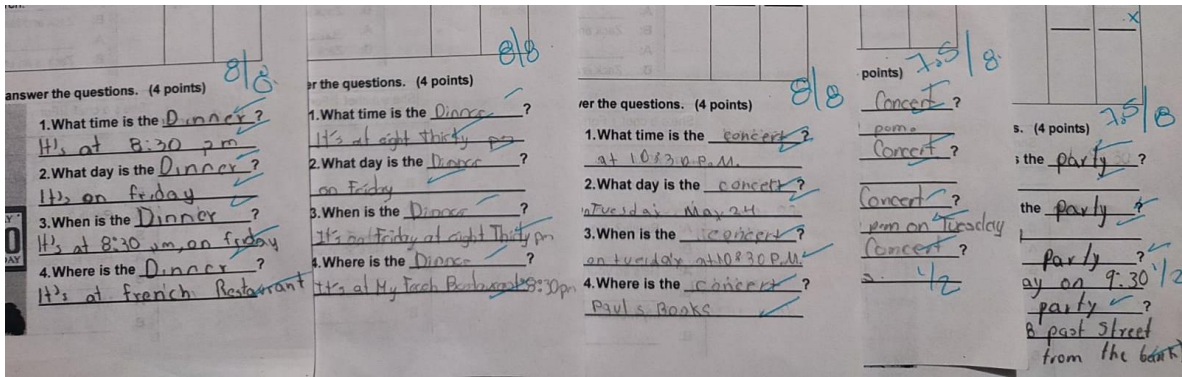 8/8
answer the questions. (4 points)
1.What time is the Dinner?
It's at 8:30 pm
2.What day is the Dinner?
It's on friday
3.When is the Dinner ?
It's at 8:30 pm, on friday
4.Where is the Dinner ?
It's at french Restaurant
8/8
er the questions. (4 points)
1.What time is the Dinner ?
It's at eight thirty pm
2.What day is the Dinner ?
on Friday
3.When is the Dinner ?
It's on Friday at eight Thirty pm
4.Where is the Dinner ?
It's at My 8:30pm
8/8
er the questions. (4 points)
1.What time is the concert ?
at 10:30 P.M.
2.What day is the concert ?
Tuesdai May 24
3.When is the concert ?
on tuerday at 10:30 P.M.
4.Where is the concert ?
Paul s Books
7.5/8
points)
Concert ?
p.m.
Concert ?
Concert ?
pm on Tuesday
Concert ?
1/2
x
7.5/8
s. (4 points)
s the party ?
the party ?
party ?
ay on 9:30 1/2
party ?
8 past Street
from the bank